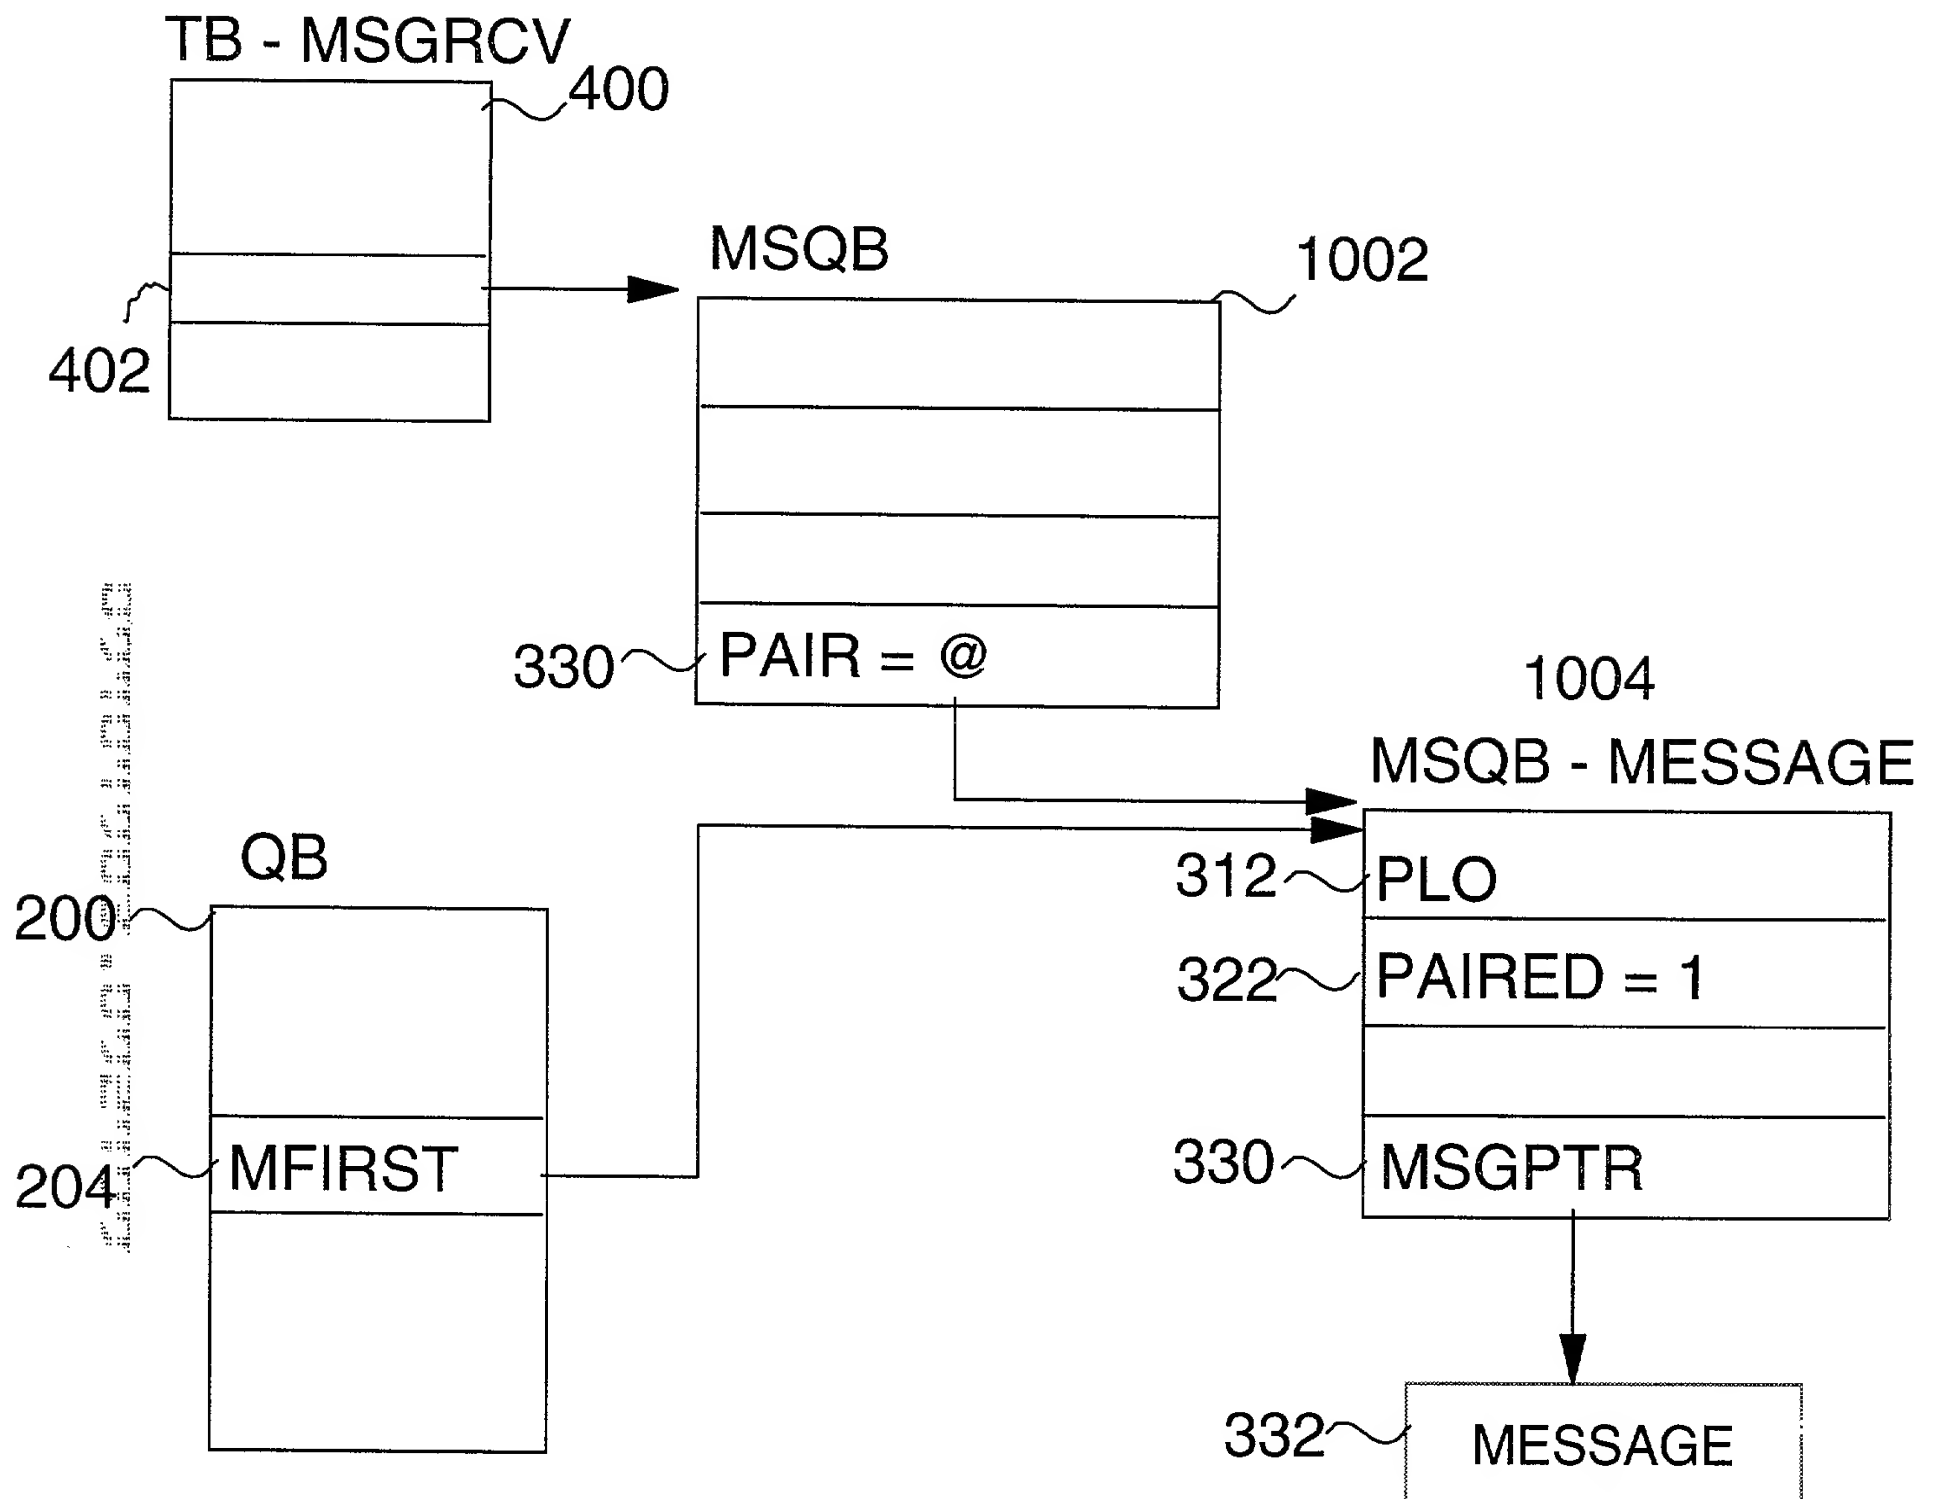 TB - MSGRCV
400
MSQB
1002
402
330
PAIR = @
1004
MSQB - MESSAGE
QB
312
PLO
200
322
PAIRED = 1
204
MFIRST
330
MSGPTR
332
MESSAGE